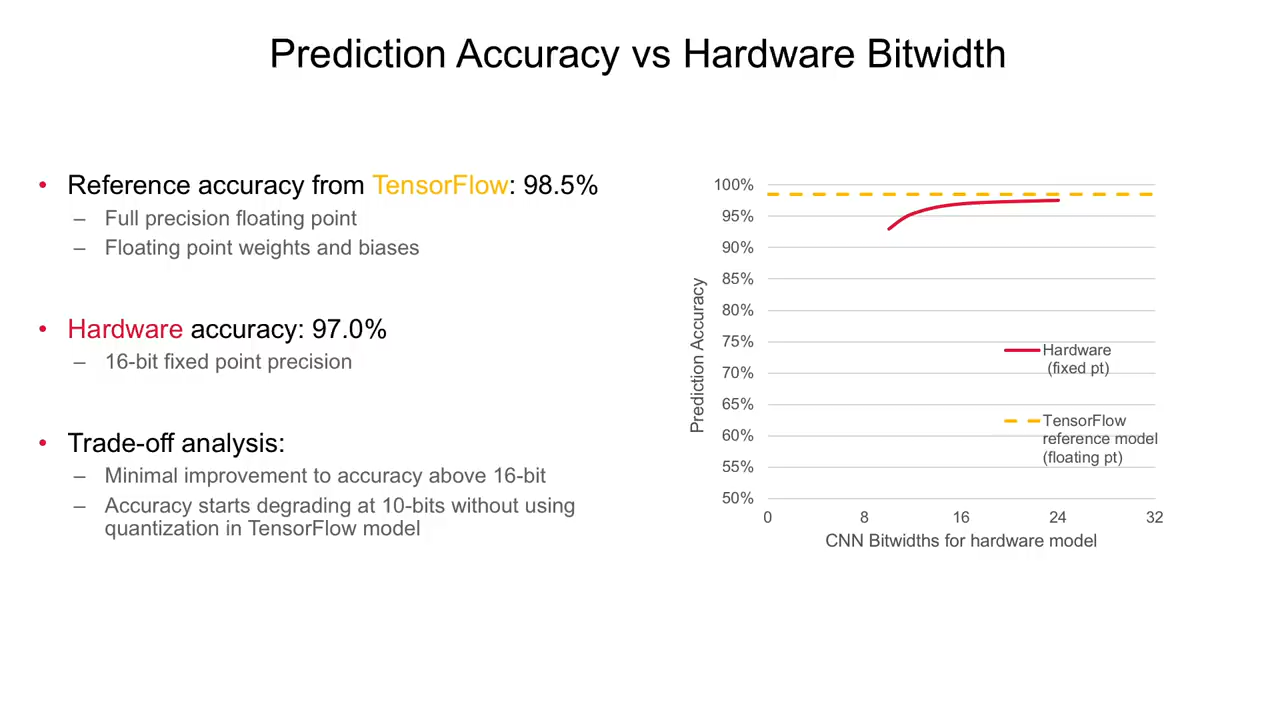 Prediction Accuracy vs Hardware Bitwidth
• Reference accuracy from TensorFlow: 98.5%
– Full precision floating point
– Floating point weights and biases
• Hardware accuracy: 97.0%
– 16-bit fixed point precision
• Trade-off analysis:
– Minimal improvement to accuracy above 16-bit
– Accuracy starts degrading at 10-bits without using
quantization in TensorFlow model
Prediction Accuracy
100%
95%
90%
85%
80%
75%
70%
65%
60%
55%
50%
0 8 16 24 32
CNN Bitwidths for hardware model
Hardware
(fixed pt)
TensorFlow
reference model
(floating pt)